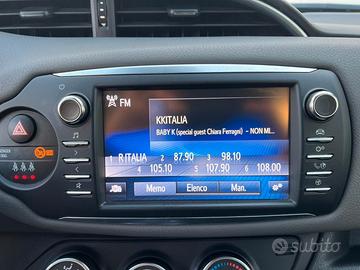 FM
KKITALIA
BABY K (special guest Chiara Ferragni) - NON MI...
1 R ITALIA 2 87.90 3 98.10
4 105.10 5 107.90 6 108.00
Memo Elenco Man.
subito